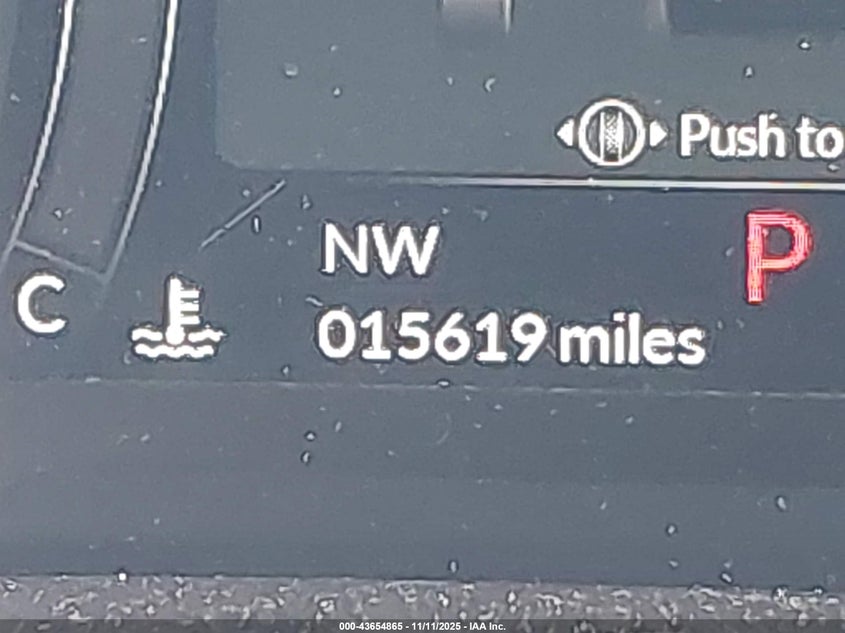 Push to
NW
P
C
015619 miles
000-43654865 - 11/11/2025 - IAA Inc.